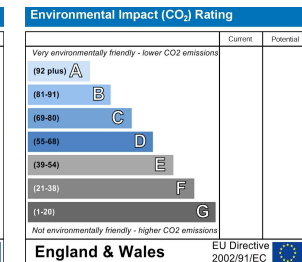 Environmental Impact (CO₂) Rating
Current Potential
Very environmentally friendly - lower CO2 emissions
(92 plus) A
(81-91) B
(69-80) C
(55-68) D
(39-54) E
(21-38) F
(1-20) G
Not environmentally friendly - higher CO2 emissions
England & Wales
EU Directive
2002/91/EC